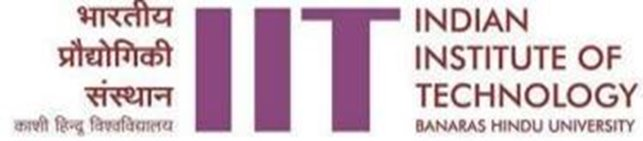 भारतीय
प्रौद्योगिकी
संस्थान
काशी हिन्दू विश्वविद्यालय
IIT
INDIAN
INSTITUTE OF
TECHNOLOGY
BANARAS HINDU UNIVERSITY